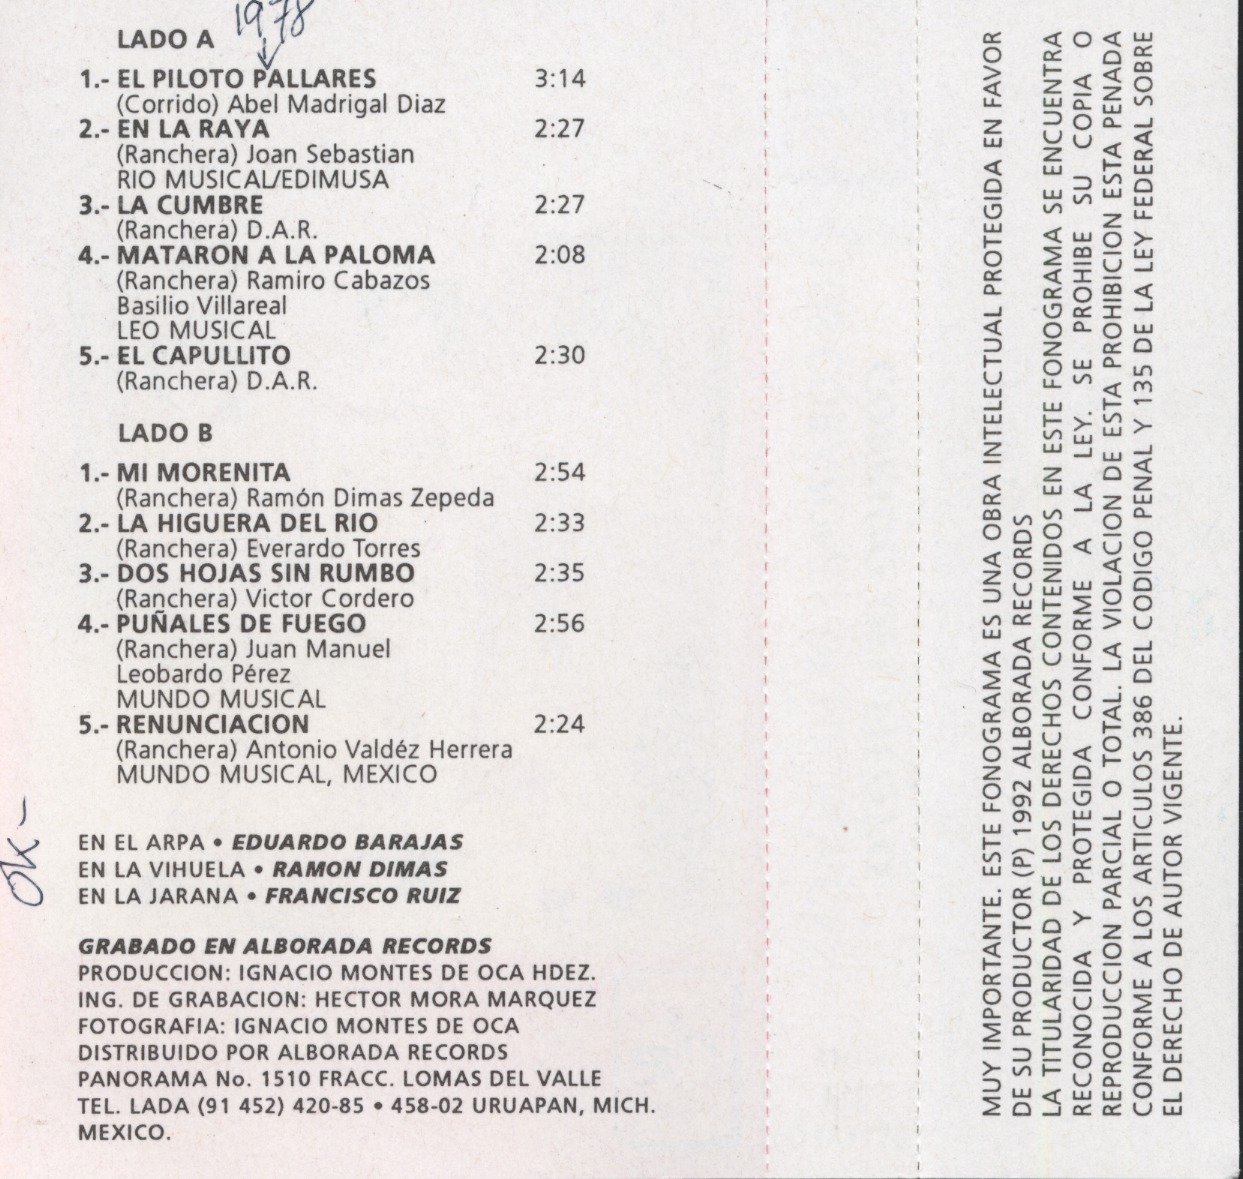 1978
LADO A
1.- EL PILOTO PALLARES 3:14
(Corrido) Abel Madrigal Diaz
2.- EN LA RAYA 2:27
(Ranchera) Joan Sebastian
RIO MUSICAL/EDIMUSA
3.- LA CUMBRE 2:27
(Ranchera) D.A.R.
4.- MATARON A LA PALOMA 2:08
(Ranchera) Ramiro Cabazos
Basilio Villareal
LEO MUSICAL
5.- EL CAPULLITO 2:30
(Ranchera) D.A.R.
LADO B
1.- MI MORENITA 2:54
(Ranchera) Ramón Dimas Zepeda
2.- LA HIGUERA DEL RIO 2:33
(Ranchera) Everardo Torres
3.- DOS HOJAS SIN RUMBO 2:35
(Ranchera) Victor Cordero
4.- PUÑALES DE FUEGO 2:56
(Ranchera) Juan Manuel
Leobardo Pérez
MUNDO MUSICAL
5.- RENUNCIACION 2:24
(Ranchera) Antonio Valdéz Herrera
MUNDO MUSICAL, MEXICO
OK-
EN EL ARPA • EDUARDO BARAJAS
EN LA VIHUELA • RAMON DIMAS
EN LA JARANA • FRANCISCO RUIZ
GRABADO EN ALBORADA RECORDS
PRODUCCION: IGNACIO MONTES DE OCA HDEZ.
ING. DE GRABACION: HECTOR MORA MARQUEZ
FOTOGRAFIA: IGNACIO MONTES DE OCA
DISTRIBUIDO POR ALBORADA RECORDS
PANORAMA No. 1510 FRACC. LOMAS DEL VALLE
TEL. LADA (91 452) 420-85 • 458-02 URUAPAN, MICH.
MEXICO.
MUY IMPORTANTE. ESTE FONOGRAMA ES UNA OBRA INTELECTUAL PROTEGIDA EN FAVOR
DE SU PRODUCTOR (P) 1992 ALBORADA RECORDS
LA TITULARIDAD DE LOS DERECHOS CONTENIDOS EN ESTE FONOGRAMA SE ENCUENTRA
RECONOCIDA Y PROTEGIDA CONFORME A LA LEY. SE PROHIBE SU COPIA O
REPRODUCCION PARCIAL O TOTAL. LA VIOLACION DE ESTA PROHIBICION ESTA PENADA
CONFORME A LOS ARTICULOS 386 DEL CODIGO PENAL Y 135 DE LA LEY FEDERAL SOBRE
EL DERECHO DE AUTOR VIGENTE.